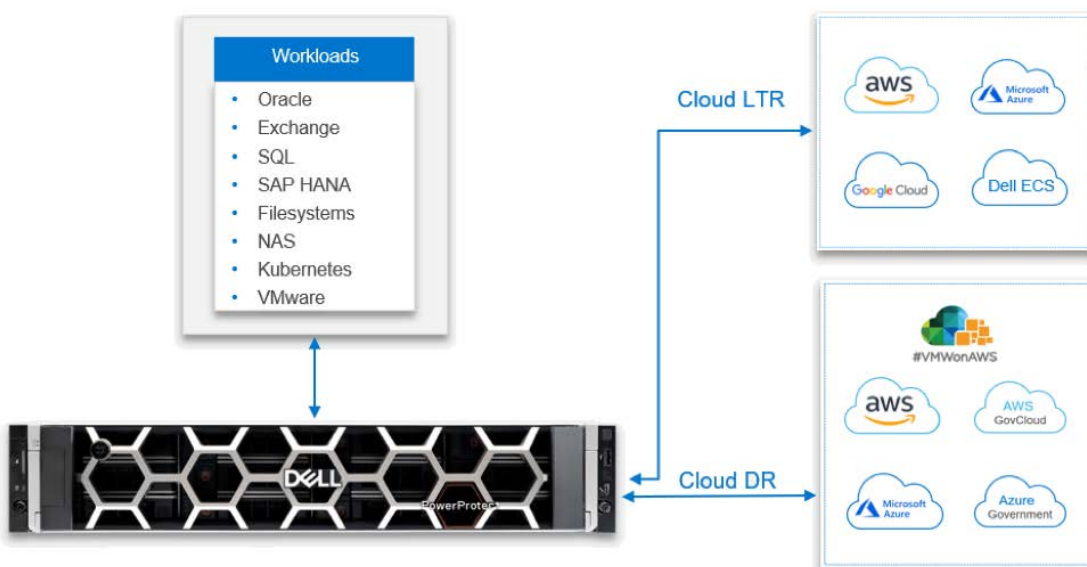 Workloads
• Oracle
• Exchange
• SQL
• SAP HANA
• Filesystems
• NAS
• Kubernetes
• VMware
Cloud LTR
aws
Microsoft
Azure
Google Cloud
Dell ECS
DELL
PowerProtect
Cloud DR
#VMWonAWS
aws
AWS
GovCloud
Microsoft
Azure
Azure
Government